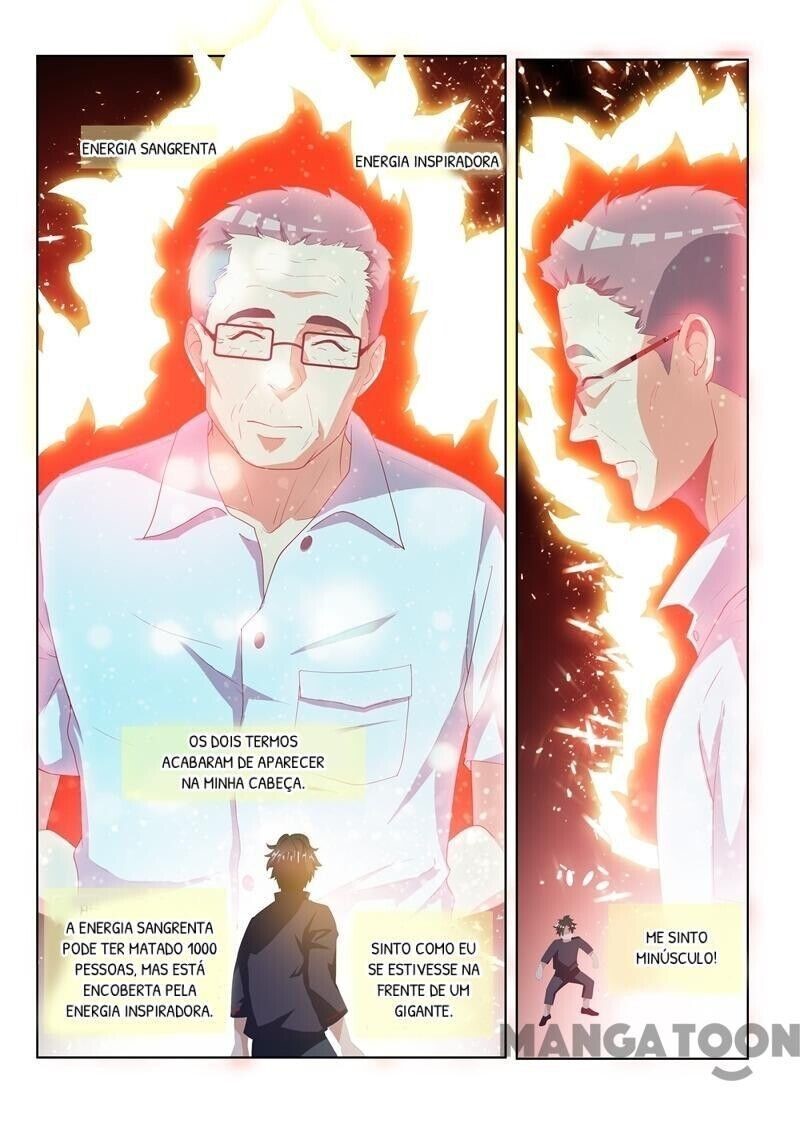 ENERGIA SANGRENTA
ENERGIA INSPIRADORA
OS DOIS TERMOS
ACABARAM DE APARECER
NA MINHA CABEÇA.
A ENERGIA SANGRENTA
PODE TER MATADO 1000
PESSOAS, MAS ESTÁ
ENCOBERTA PELA
ENERGIA INSPIRADORA.
SINTO COMO EU
SE ESTIVESSE NA
FRENTE DE UM
GIGANTE.
ME SINTO
MINÚSCULO!
MANGATOON